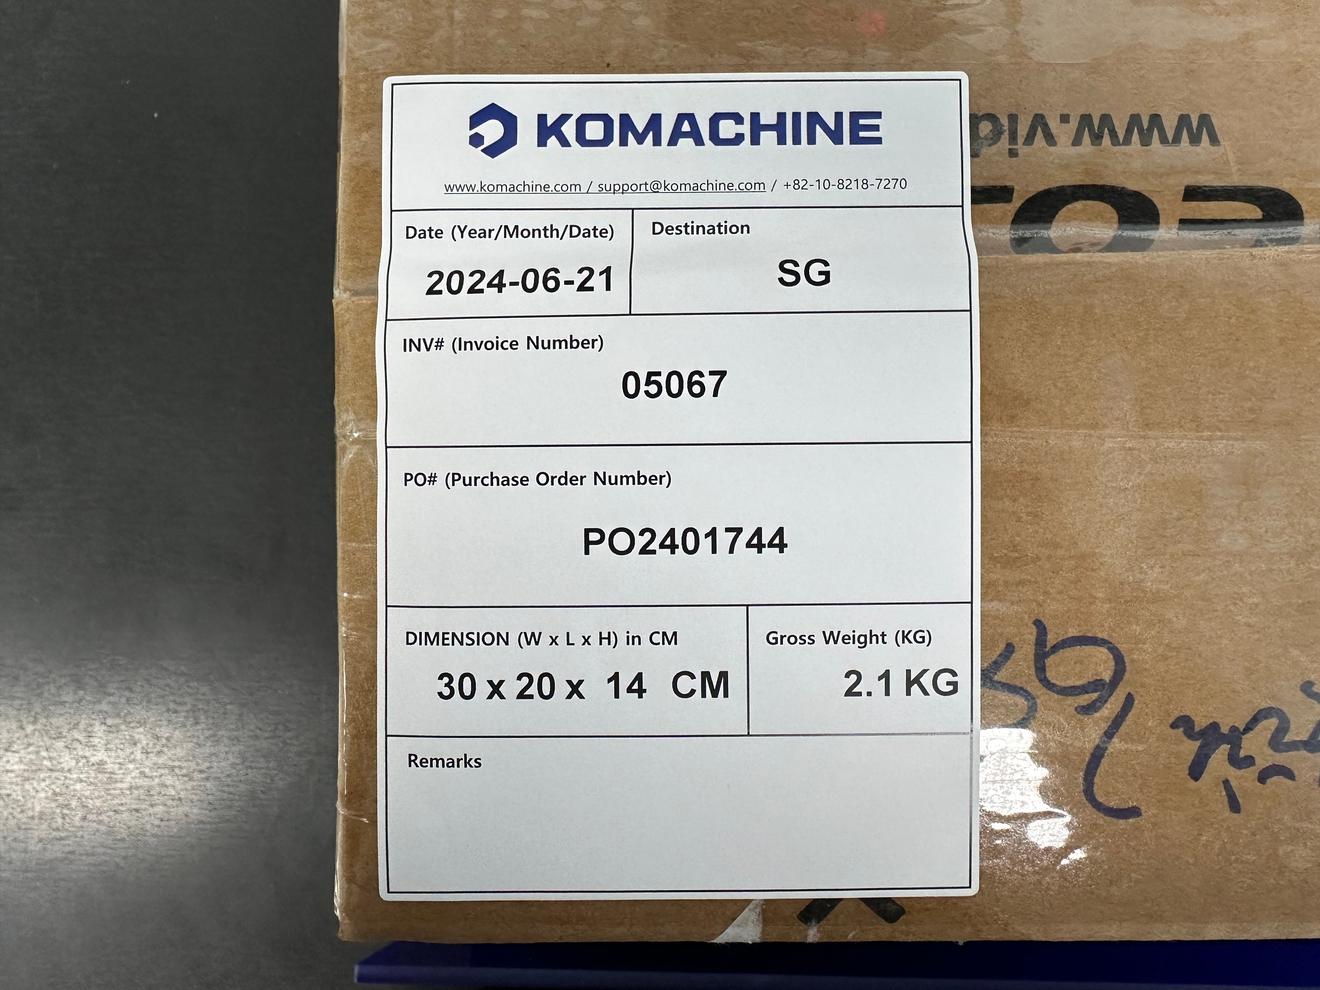 KOMACHINE
www.komachine.com / support@komachine.com / +82-10-8218-7270
Date (Year/Month/Date)
2024-06-21
Destination
SG
INV# (Invoice Number)
05067
PO# (Purchase Order Number)
PO2401744
DIMENSION (W x L x H) in CM
30 x 20 x 14 CM
Gross Weight (KG)
2.1 KG
Remarks
www.vid